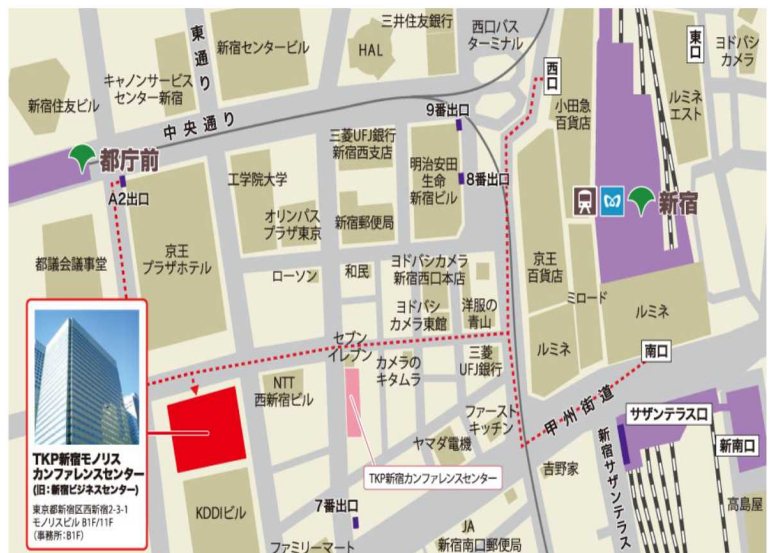 三井住友銀行
西口バス
ターミナル
東通り
新宿センタービル
HAL
東口
ヨドバシ
カメラ
キャノンサービス
センター新宿
新宿住友ビル
西口
小田急
百貨店
ルミネ
エスト
中央通り
9番出口
三菱UFJ銀行
新宿西支店
明治安田
生命
新宿ビル
8番出口
都庁前
A2出口
工学院大学
オリンパス
プラザ東京
新宿郵便局
新宿
都議会議事堂
京王
プラザホテル
ローソン
和民
ヨドバシカメラ
新宿西口本店
京王
百貨店
ヨドバシ
カメラ東館
洋服の
青山
ミロード
ルミネ
セブン
イレブン
カメラの
キタムラ
三菱
UFJ銀行
ルミネ
南口
NTT
西新宿ビル
ファースト
キッチン
甲州街道
サザンテラス口
ヤマダ電機
新宿サザンテラス
新南口
TKP新宿モノリス
カンファレンスセンター
(旧：新宿ビジネスセンター)
東京都新宿区西新宿2-3-1
モノリスビル B1F/11F
(事務所：B1F)
TKP新宿カンファレンスセンター
吉野家
KDDIビル
7番出口
高島屋
JA
新宿南口郵便局
ファミリーマート